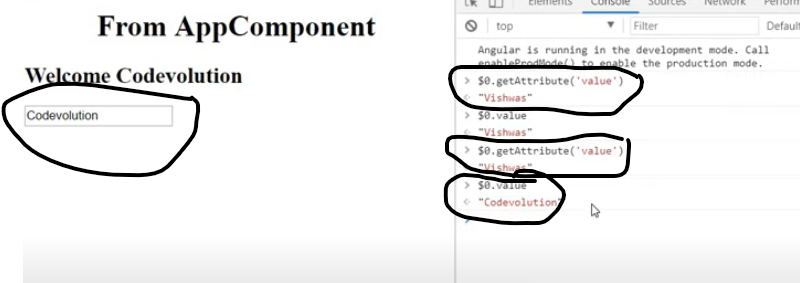 From AppComponent
Welcome Codevolution
Codevolution
Elements Console Sources Network
top Filter Default
Angular is running in the development mode. Call
enableProdMode() to enable the production mode.
> $0.getAttribute('value')
< "Vishwas"
> $0.value
< "Vishwas"
> $0.getAttribute('value')
"Vishwas"
> $0.value
< "Codevolution"
>